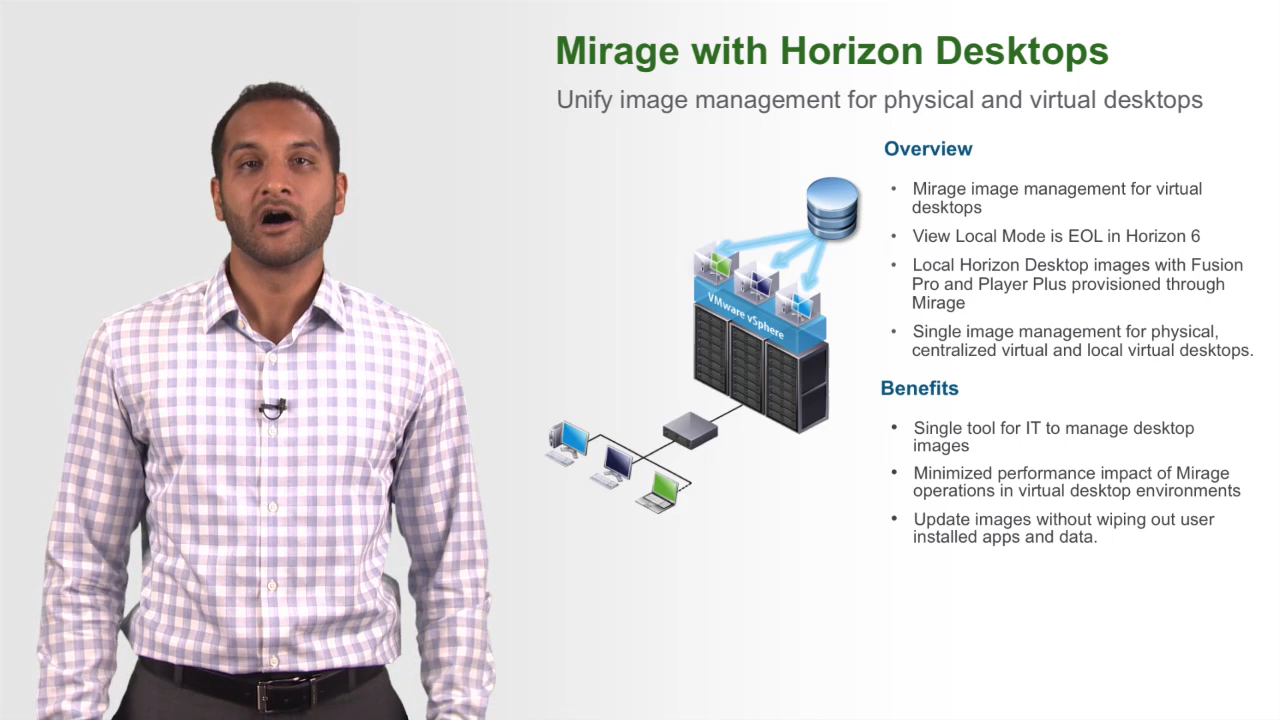 Mirage with Horizon Desktops
Unify image management for physical and virtual desktops
Overview
• Mirage image management for virtual
desktops
• View Local Mode is EOL in Horizon 6
• Local Horizon Desktop images with Fusion
Pro and Player Plus provisioned through
Mirage
• Single image management for physical,
centralized virtual and local virtual desktops.
VMware vSphere
Benefits
• Single tool for IT to manage desktop
images
• Minimized performance impact of Mirage
operations in virtual desktop environments
• Update images without wiping out user
installed apps and data.